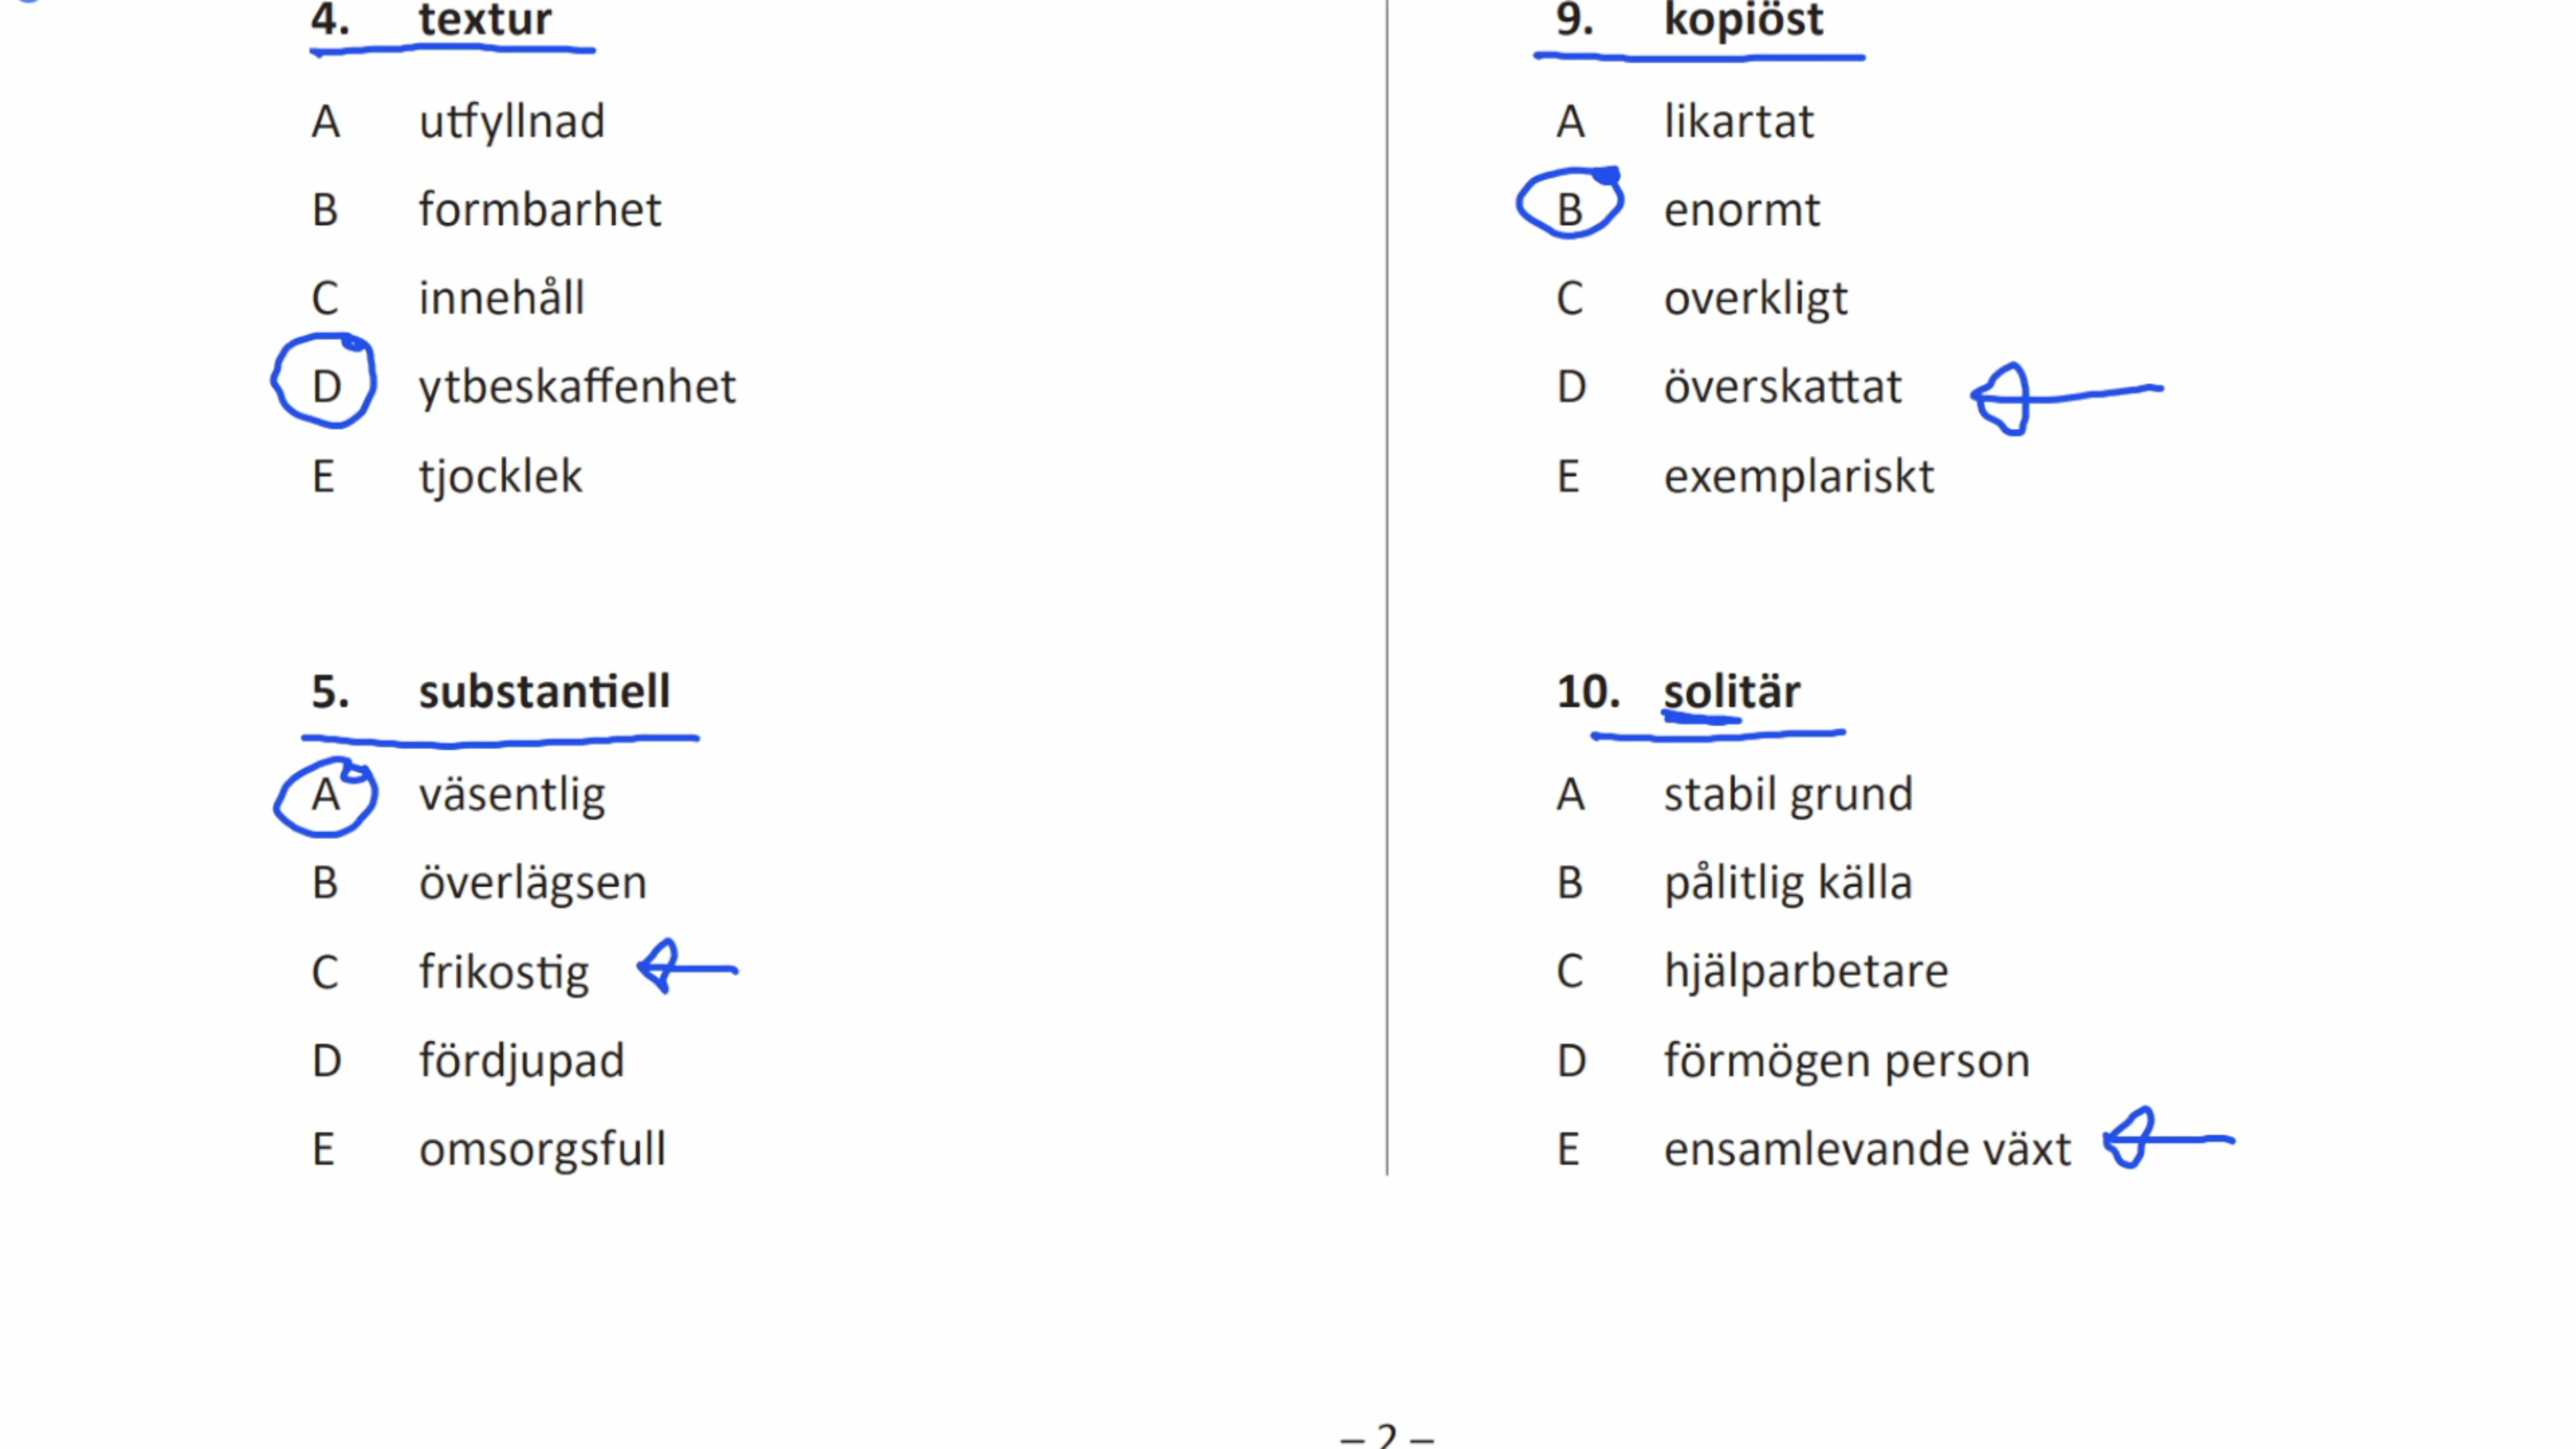 4. textur
A utfyllnad
B formbarhet
C innehåll
D ytbeskaffenhet
E tjocklek
5. substantiell
A väsentlig
B överlägsen
C frikostig
D fördjupad
E omsorgsfull
9. kopiöst
A likartat
B enormt
C overkligt
D överskattat
E exemplariskt
10. solitär
A stabil grund
B pålitlig källa
C hjälparbetare
D förmögen person
E ensamlevande växt
– 2 –